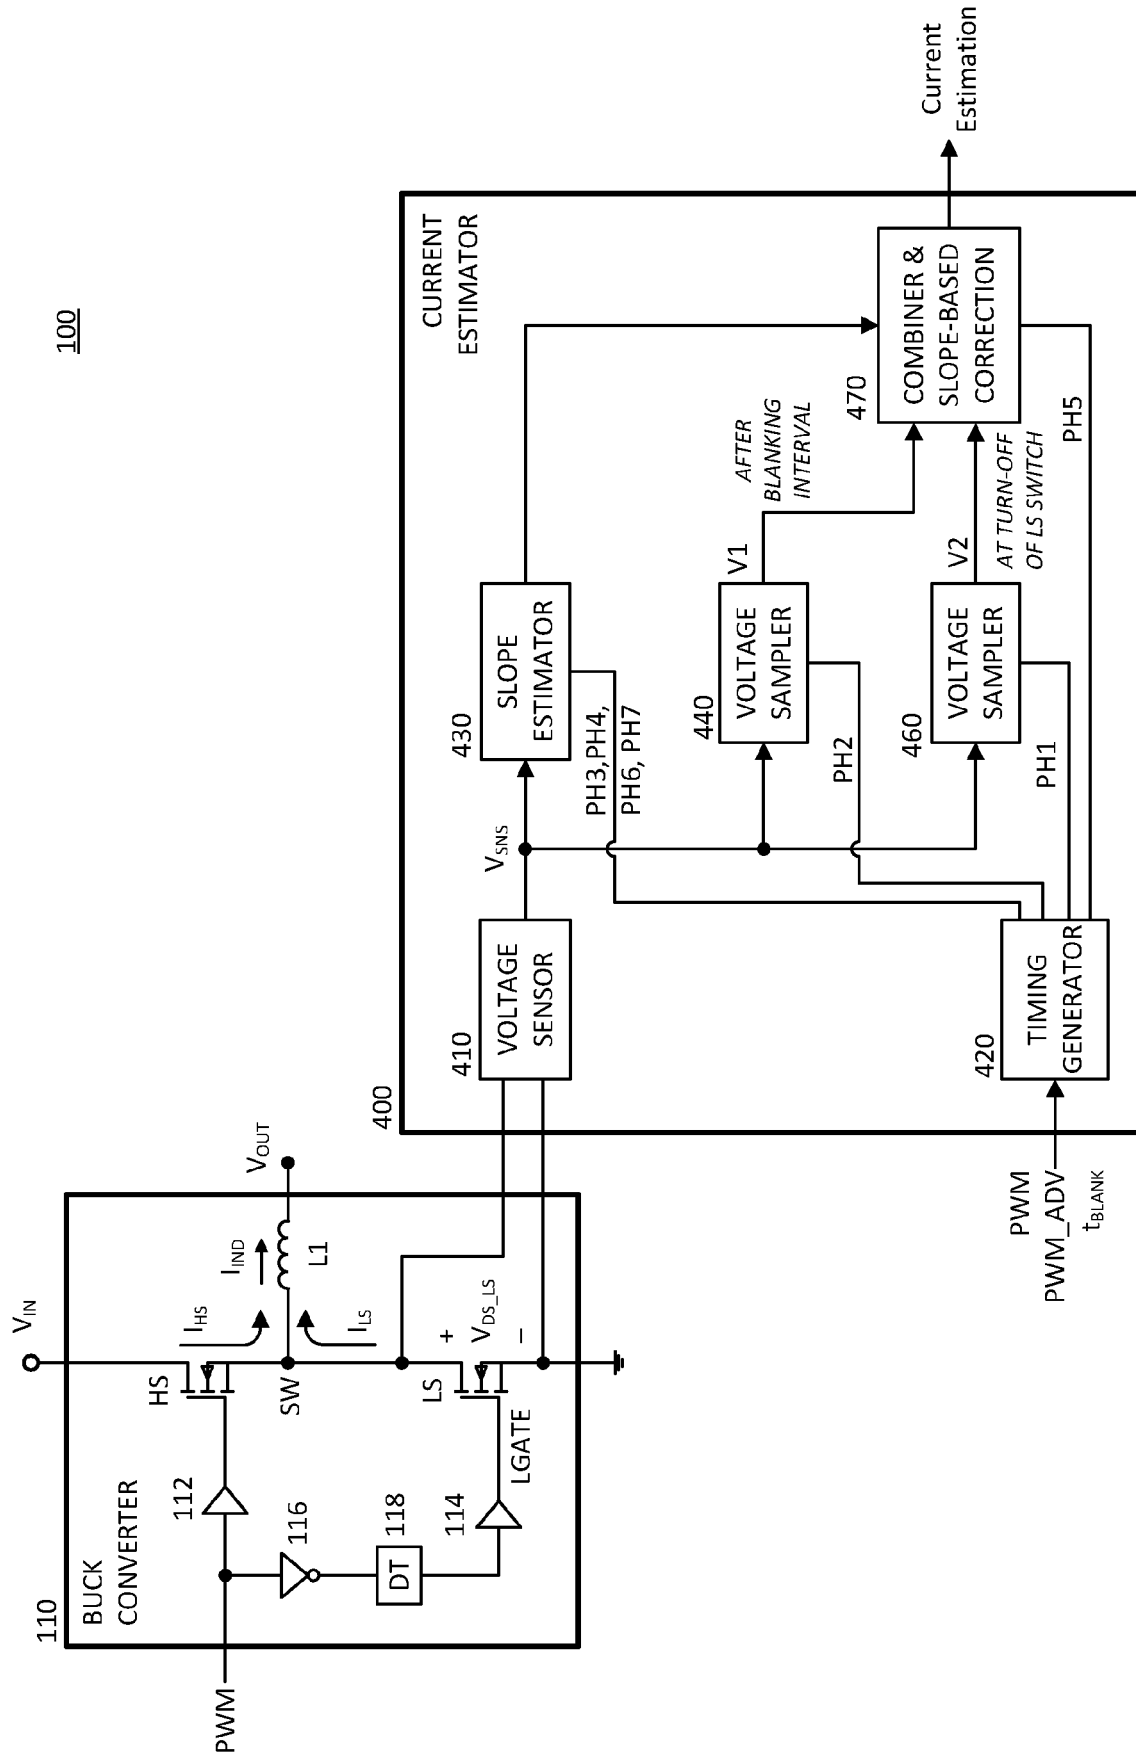 100
110
BUCK
CONVERTER
PWM
112
116
DT
118
114
LGATE
HS
SW
LS
V_IN
I_HS
I_IND
L1
I_LS
+
V_DS_LS
−
V_OUT
400
CURRENT
ESTIMATOR
410
VOLTAGE
SENSOR
V_SNS
430
SLOPE
ESTIMATOR
PH3,PH4,
PH6, PH7
440
VOLTAGE
SAMPLER
V1
AFTER
BLANKING
INTERVAL
PH2
460
VOLTAGE
SAMPLER
V2
AT TURN-OFF
OF LS SWITCH
PH1
470
COMBINER &
SLOPE-BASED
CORRECTION
PH5
420
TIMING
GENERATOR
PWM
PWM_ADV
t_BLANK
Current
Estimation